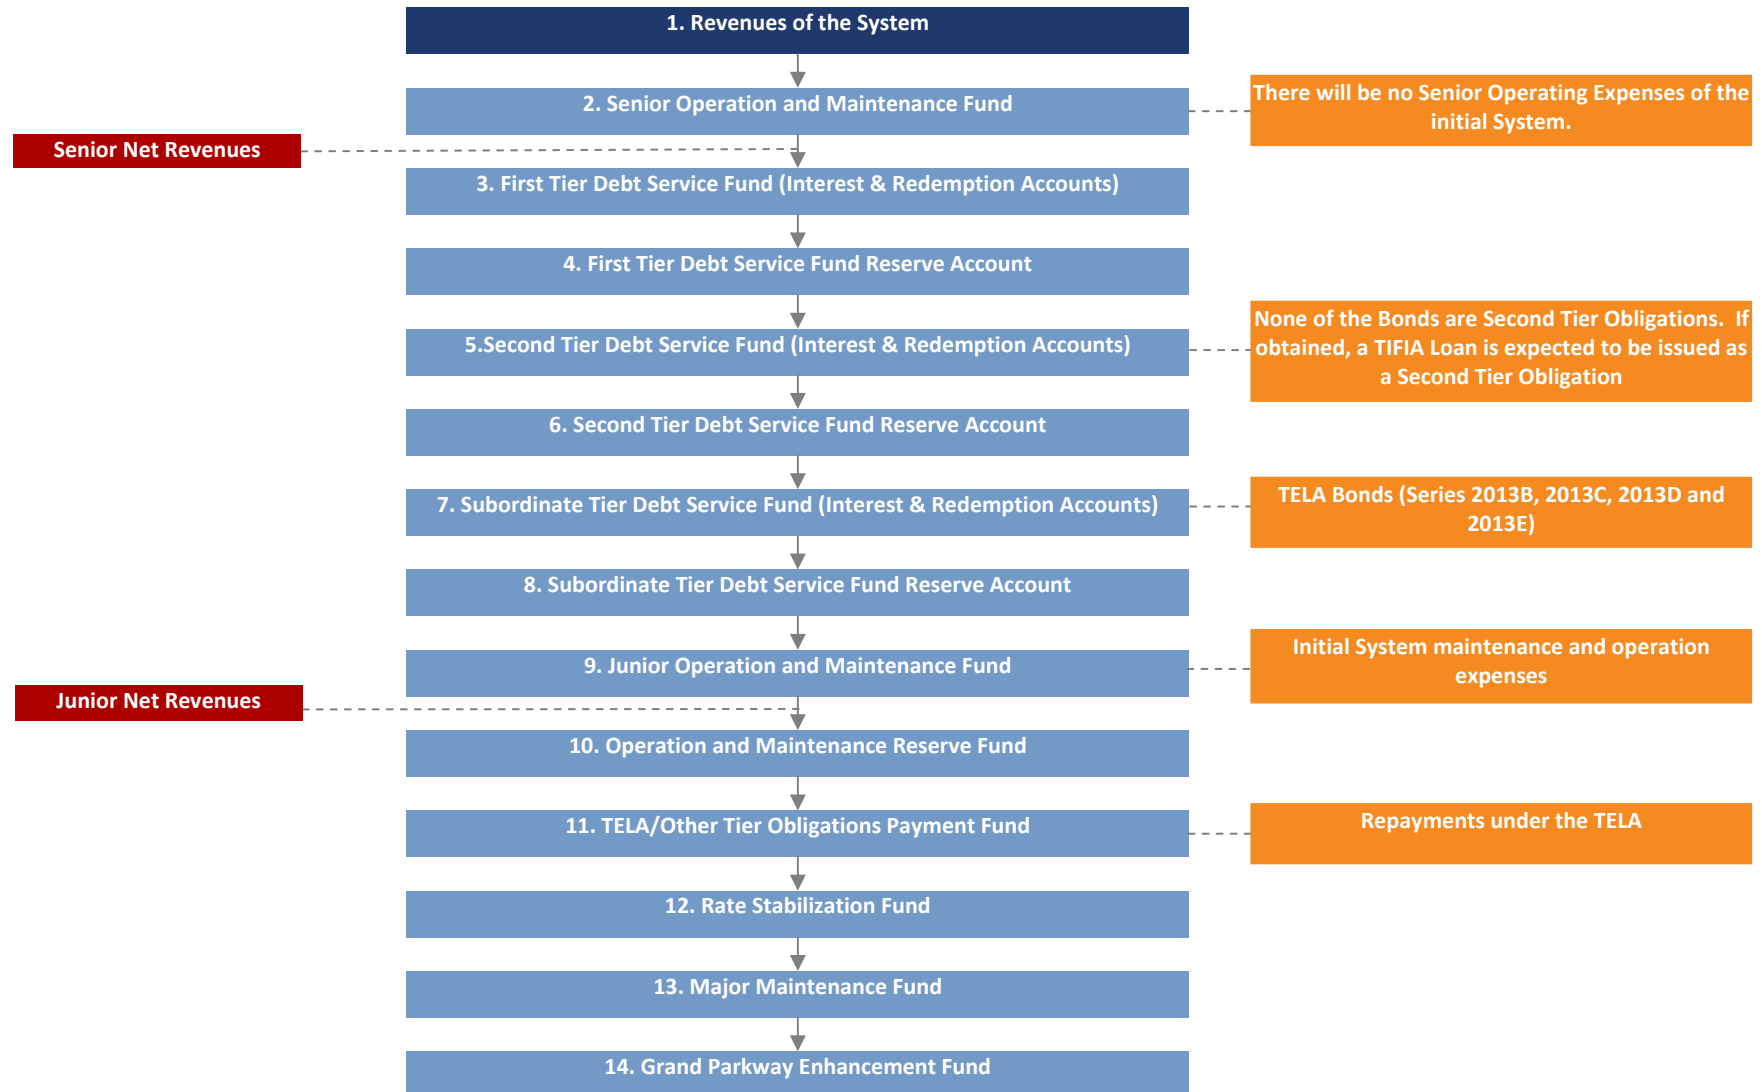 1. Revenues of the System
2. Senior Operation and Maintenance Fund
There will be no Senior Operating Expenses of the
initial System.
Senior Net Revenues
3. First Tier Debt Service Fund (Interest & Redemption Accounts)
4. First Tier Debt Service Fund Reserve Account
5.Second Tier Debt Service Fund (Interest & Redemption Accounts)
None of the Bonds are Second Tier Obligations.  If
obtained, a TIFIA Loan is expected to be issued as
a Second Tier Obligation
6. Second Tier Debt Service Fund Reserve Account
7. Subordinate Tier Debt Service Fund (Interest & Redemption Accounts)
TELA Bonds (Series 2013B, 2013C, 2013D and
2013E)
8. Subordinate Tier Debt Service Fund Reserve Account
9. Junior Operation and Maintenance Fund
Initial System maintenance and operation
expenses
Junior Net Revenues
10. Operation and Maintenance Reserve Fund
11. TELA/Other Tier Obligations Payment Fund
Repayments under the TELA
12. Rate Stabilization Fund
13. Major Maintenance Fund
14. Grand Parkway Enhancement Fund